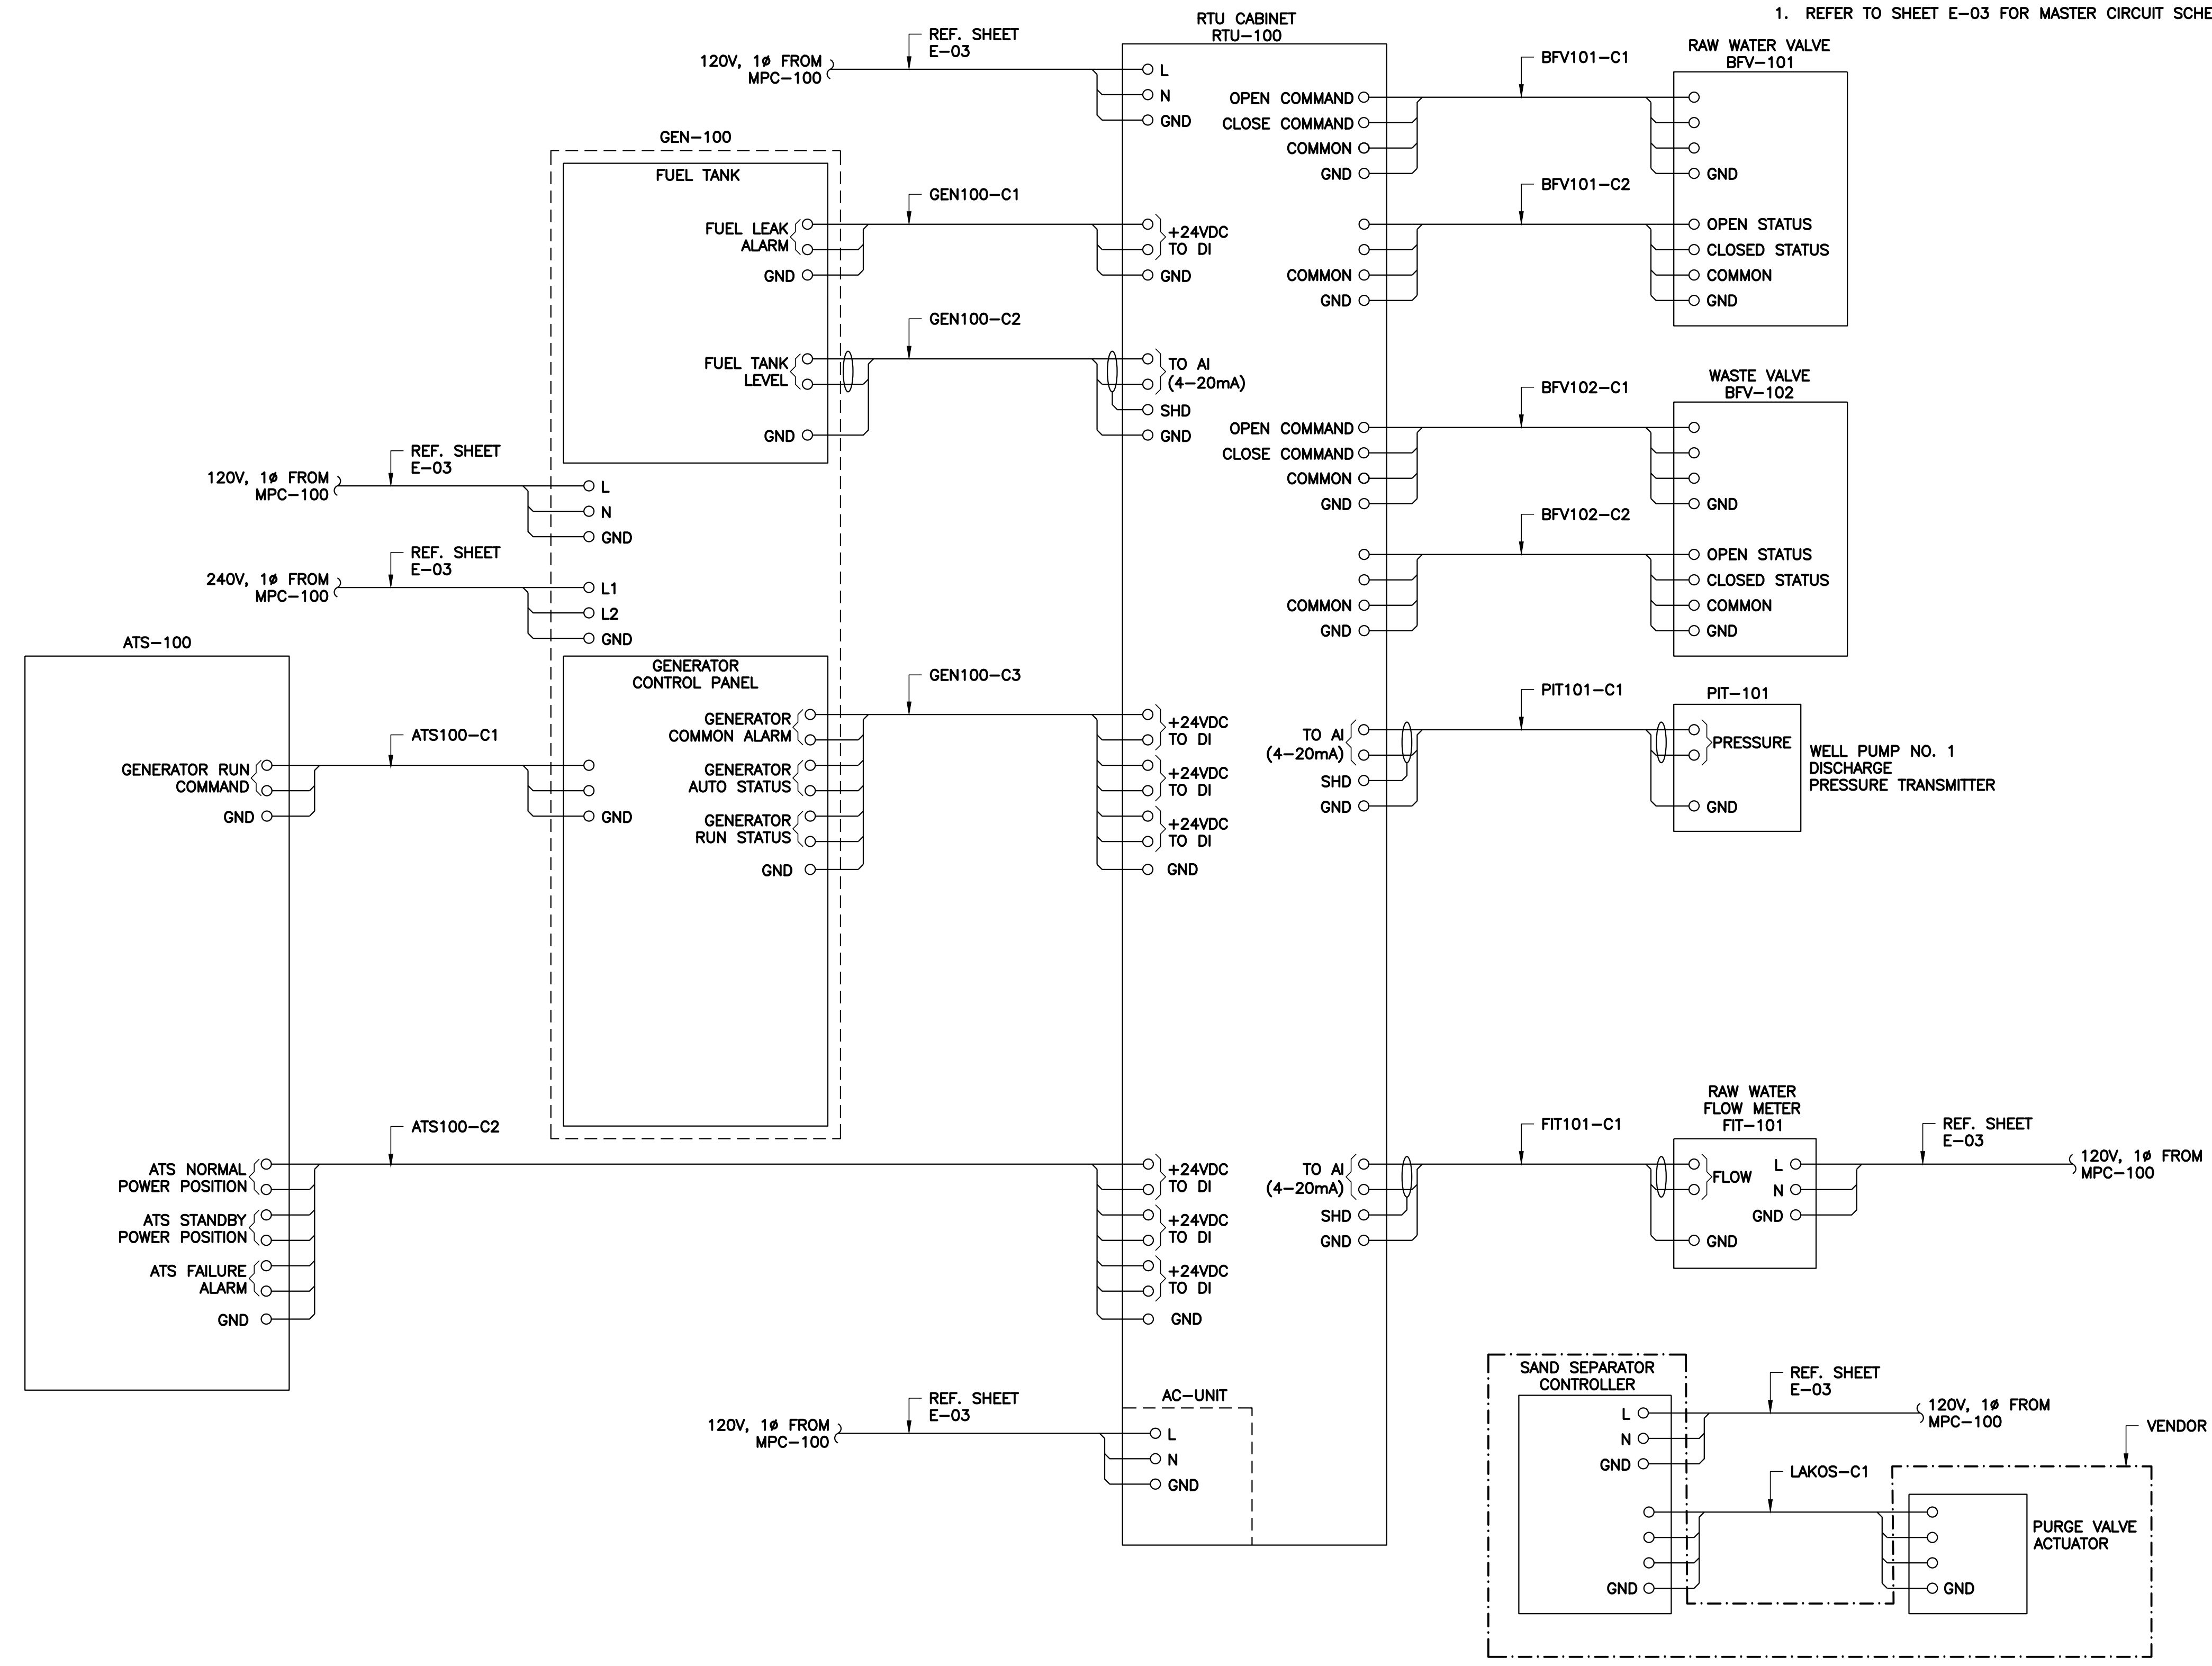 1. REFER TO SHEET E-03 FOR MASTER CIRCUIT SCHE
RTU CABINET
RTU-100
REF. SHEET
E-03
120V, 1ø FROM
MPC-100
L
N
GND
GEN-100
FUEL TANK
FUEL LEAK
ALARM
GND
GEN100-C1
+24VDC
TO DI
GND
FUEL TANK
LEVEL
GND
GEN100-C2
TO AI
(4-20mA)
SHD
GND
REF. SHEET
E-03
120V, 1ø FROM
MPC-100
L
N
GND
REF. SHEET
E-03
240V, 1ø FROM
MPC-100
L1
L2
GND
ATS-100
GENERATOR RUN
COMMAND
GND
ATS100-C1
GND
GENERATOR
CONTROL PANEL
GENERATOR
COMMON ALARM
GENERATOR
AUTO STATUS
GENERATOR
RUN STATUS
GND
GEN100-C3
+24VDC
TO DI
+24VDC
TO DI
+24VDC
TO DI
GND
ATS100-C2
ATS NORMAL
POWER POSITION
ATS STANDBY
POWER POSITION
ATS FAILURE
ALARM
GND
+24VDC
TO DI
+24VDC
TO DI
+24VDC
TO DI
GND
REF. SHEET
E-03
120V, 1ø FROM
MPC-100
AC-UNIT
L
N
GND
OPEN COMMAND
CLOSE COMMAND
COMMON
GND
BFV101-C1
RAW WATER VALVE
BFV-101
GND
COMMON
GND
BFV101-C2
OPEN STATUS
CLOSED STATUS
COMMON
GND
OPEN COMMAND
CLOSE COMMAND
COMMON
GND
BFV102-C1
WASTE VALVE
BFV-102
GND
COMMON
GND
BFV102-C2
OPEN STATUS
CLOSED STATUS
COMMON
GND
TO AI
(4-20mA)
SHD
GND
PIT101-C1
PIT-101
PRESSURE
GND
WELL PUMP NO. 1
DISCHARGE
PRESSURE TRANSMITTER
TO AI
(4-20mA)
SHD
GND
FIT101-C1
RAW WATER
FLOW METER
FIT-101
FLOW
GND
L
N
GND
REF. SHEET
E-03
120V, 1ø FROM
MPC-100
SAND SEPARATOR
CONTROLLER
L
N
GND
GND
REF. SHEET
E-03
120V, 1ø FROM
MPC-100
LAKOS-C1
VENDOR
GND
PURGE VALVE
ACTUATOR